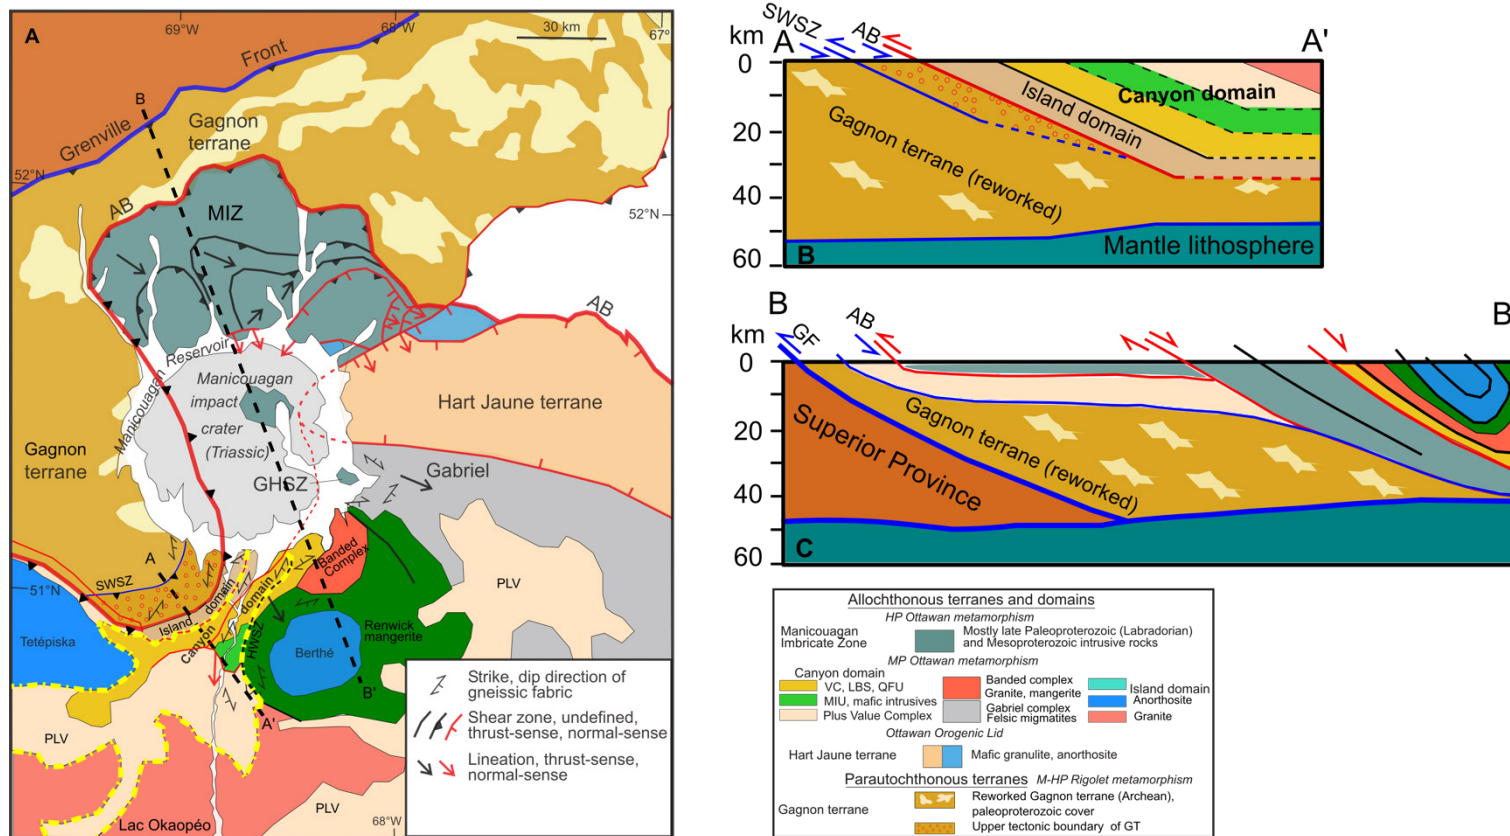 A
69°W
68°W
67°
30 km
Front
B
Grenville
Gagnon
terrane
52°N
AB
MIZ
52°N
AB
Reservoir
Manicouagan
Manicouagan
impact
crater
(Triassic)
Hart Jaune terrane
Gagnon
terrane
GHSZ
Gabriel
A
SWSZ
51°N
Banded
Complex
PLV
domain
domain
Island
Canyon
HWSZ
Renwick
mangerite
Tetépiska
Berthé
B'
A'
PLV
PLV
Lac Okaopéo
68°W
Strike, dip direction of
gneissic fabric
Shear zone, undefined,
thrust-sense, normal-sense
Lineation, thrust-sense,
normal-sense
SWSZ
AB
km
A
A'
0
20
40
60
Canyon domain
Island domain
Gagnon terrane (reworked)
Mantle lithosphere
B
B
B
km
GF
AB
0
20
40
60
Gagnon terrane (reworked)
Superior Province
C
Allochthonous terranes and domains
HP Ottawan metamorphism
Manicouagan
Imbricate Zone
Mostly late Paleoproterozoic (Labradorian)
and Mesoproterozoic intrusive rocks
MP Ottawan metamorphism
Canyon domain
VC, LBS, QFU
MIU, mafic intrusives
Plus Value Complex
Banded complex
Granite, mangerite
Gabriel complex
Felsic migmatites
Island domain
Anorthosite
Granite
Ottawan Orogenic Lid
Hart Jaune terrane
Mafic granulite, anorthosite
Parautochthonous terranes M-HP Rigolet metamorphism
Gagnon terrane
Reworked Gagnon terrane (Archean),
paleoproterozoic cover
Upper tectonic boundary of GT